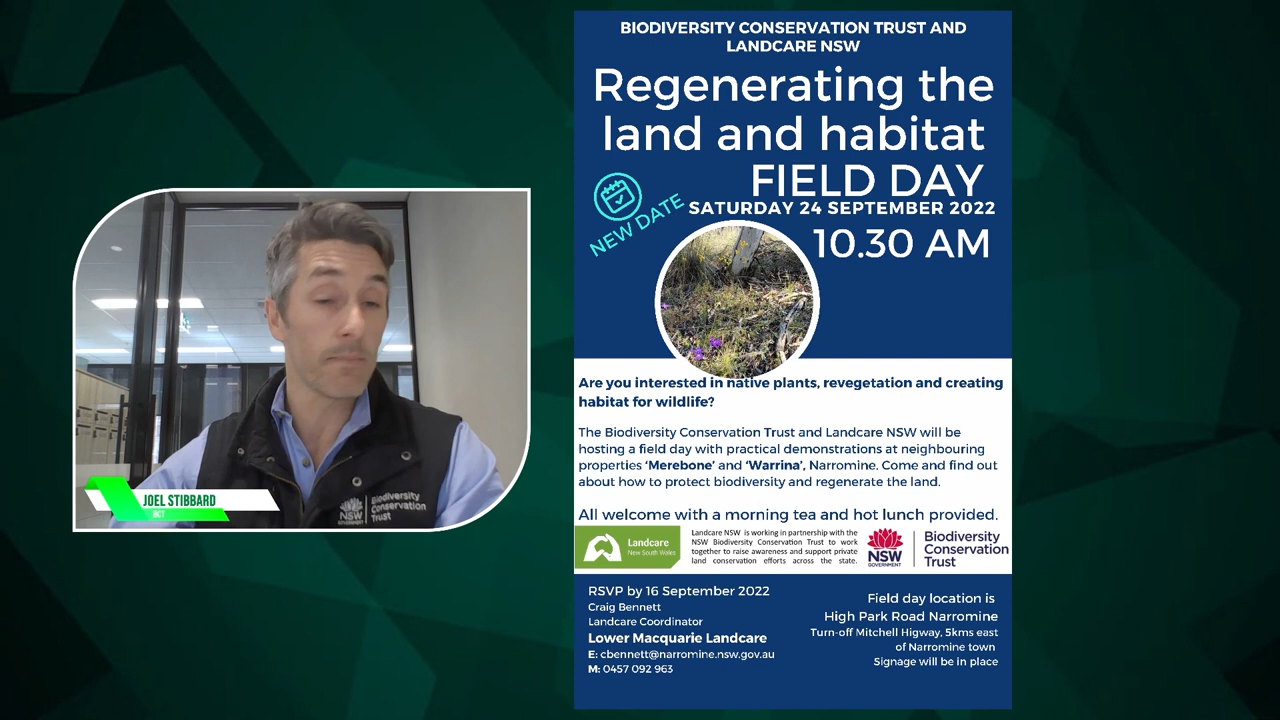 BIODIVERSITY CONSERVATION TRUST AND
LANDCARE NSW
Regenerating the
land and habitat
FIELD DAY
NEW DATE
SATURDAY 24 SEPTEMBER 2022
10.30 AM
Are you interested in native plants, revegetation and creating
habitat for wildlife?
The Biodiversity Conservation Trust and Landcare NSW will be
hosting a field day with practical demonstrations at neighbouring
properties ‘Merebone’ and ‘Warrina’, Narromine. Come and find out
about how to protect biodiversity and regenerate the land.
All welcome with a morning tea and hot lunch provided.
Landcare
New South Wales
Landcare NSW is working in partnership with the
NSW Biodiversity Conservation Trust to work
together to raise awareness and support private
land conservation efforts across the state.
NSW
GOVERNMENT
Biodiversity
Conservation
Trust
RSVP by 16 September 2022
Craig Bennett
Landcare Coordinator
Lower Macquarie Landcare
E: cbennett@narromine.nsw.gov.au
M: 0457 092 963
Field day location is
High Park Road Narromine
Turn-off Mitchell Higway, 5kms east
of Narromine town
Signage will be in place
JOEL STIBBARD
BCT
NSW
GOVERNMENT
Biodiversity
Conservation
Trust